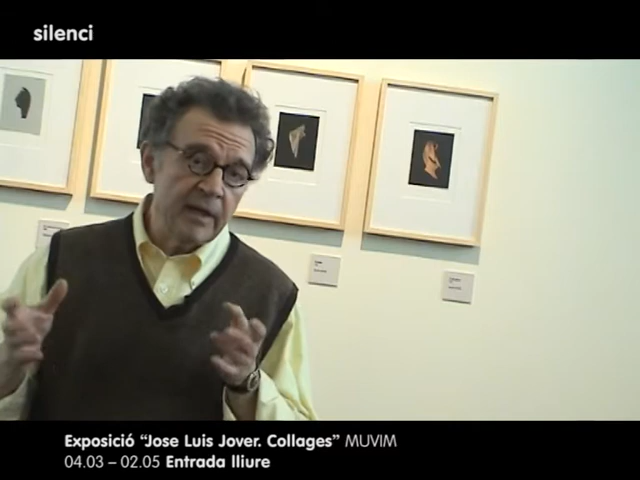 silenci
Exposició “Jose Luis Jover. Collages” MUVIM
04.03 – 02.05 Entrada lliure